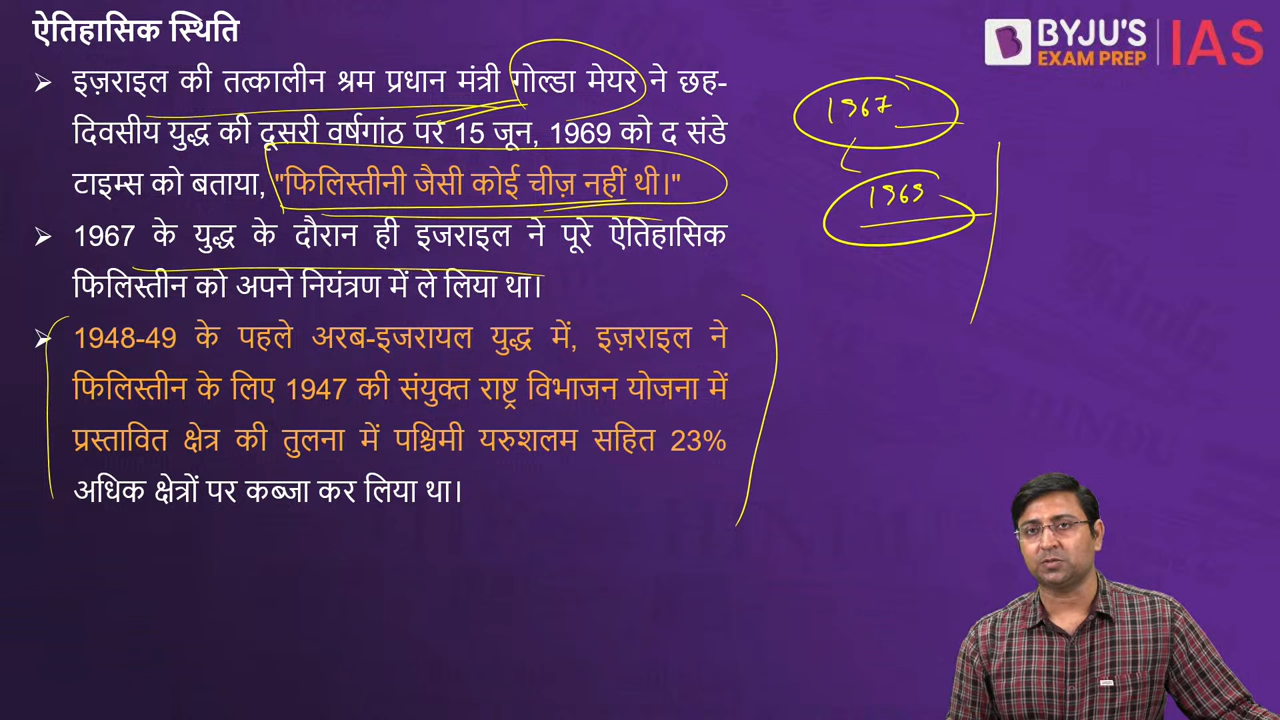 ऐतिहासिक स्थिति
➤ इज़राइल की तत्कालीन श्रम प्रधान मंत्री गोल्डा मेयर ने छह-
दिवसीय युद्ध की दूसरी वर्षगांठ पर 15 जून, 1969 को द संडे
टाइम्स को बताया, "फिलिस्तीनी जैसी कोई चीज़ नहीं थी।"
➤ 1967 के युद्ध के दौरान ही इजराइल ने पूरे ऐतिहासिक
फिलिस्तीन को अपने नियंत्रण में ले लिया था।
➤ 1948-49 के पहले अरब-इजरायल युद्ध में, इज़राइल ने
फिलिस्तीन के लिए 1947 की संयुक्त राष्ट्र विभाजन योजना में
प्रस्तावित क्षेत्र की तुलना में पश्चिमी यरुशलम सहित 23%
अधिक क्षेत्रों पर कब्जा कर लिया था।
1967
1969
BYJU'S
EXAM PREP
IAS